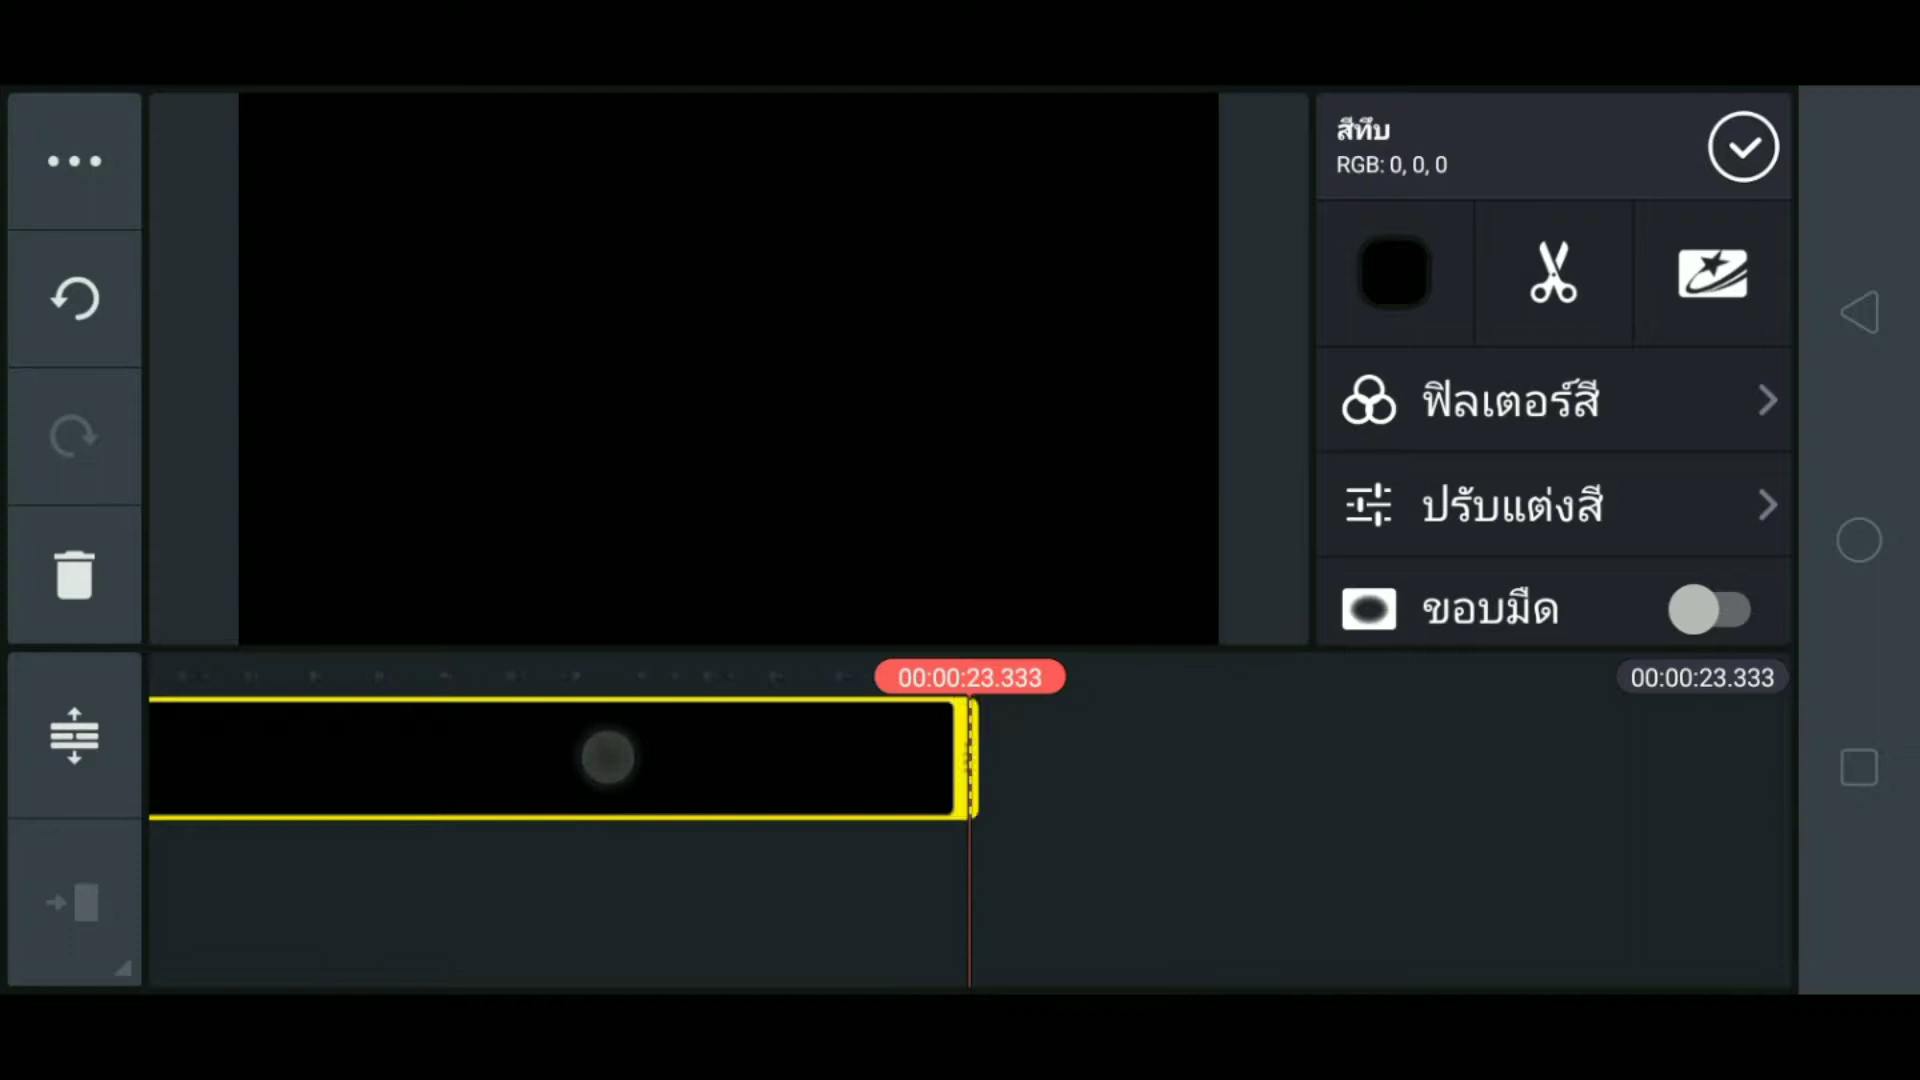 สีทึบ
RGB: 0, 0, 0
ฟิลเตอร์สี
ปรับแต่งสี
ขอบมืด
00:00:23.333
00:00:23.333